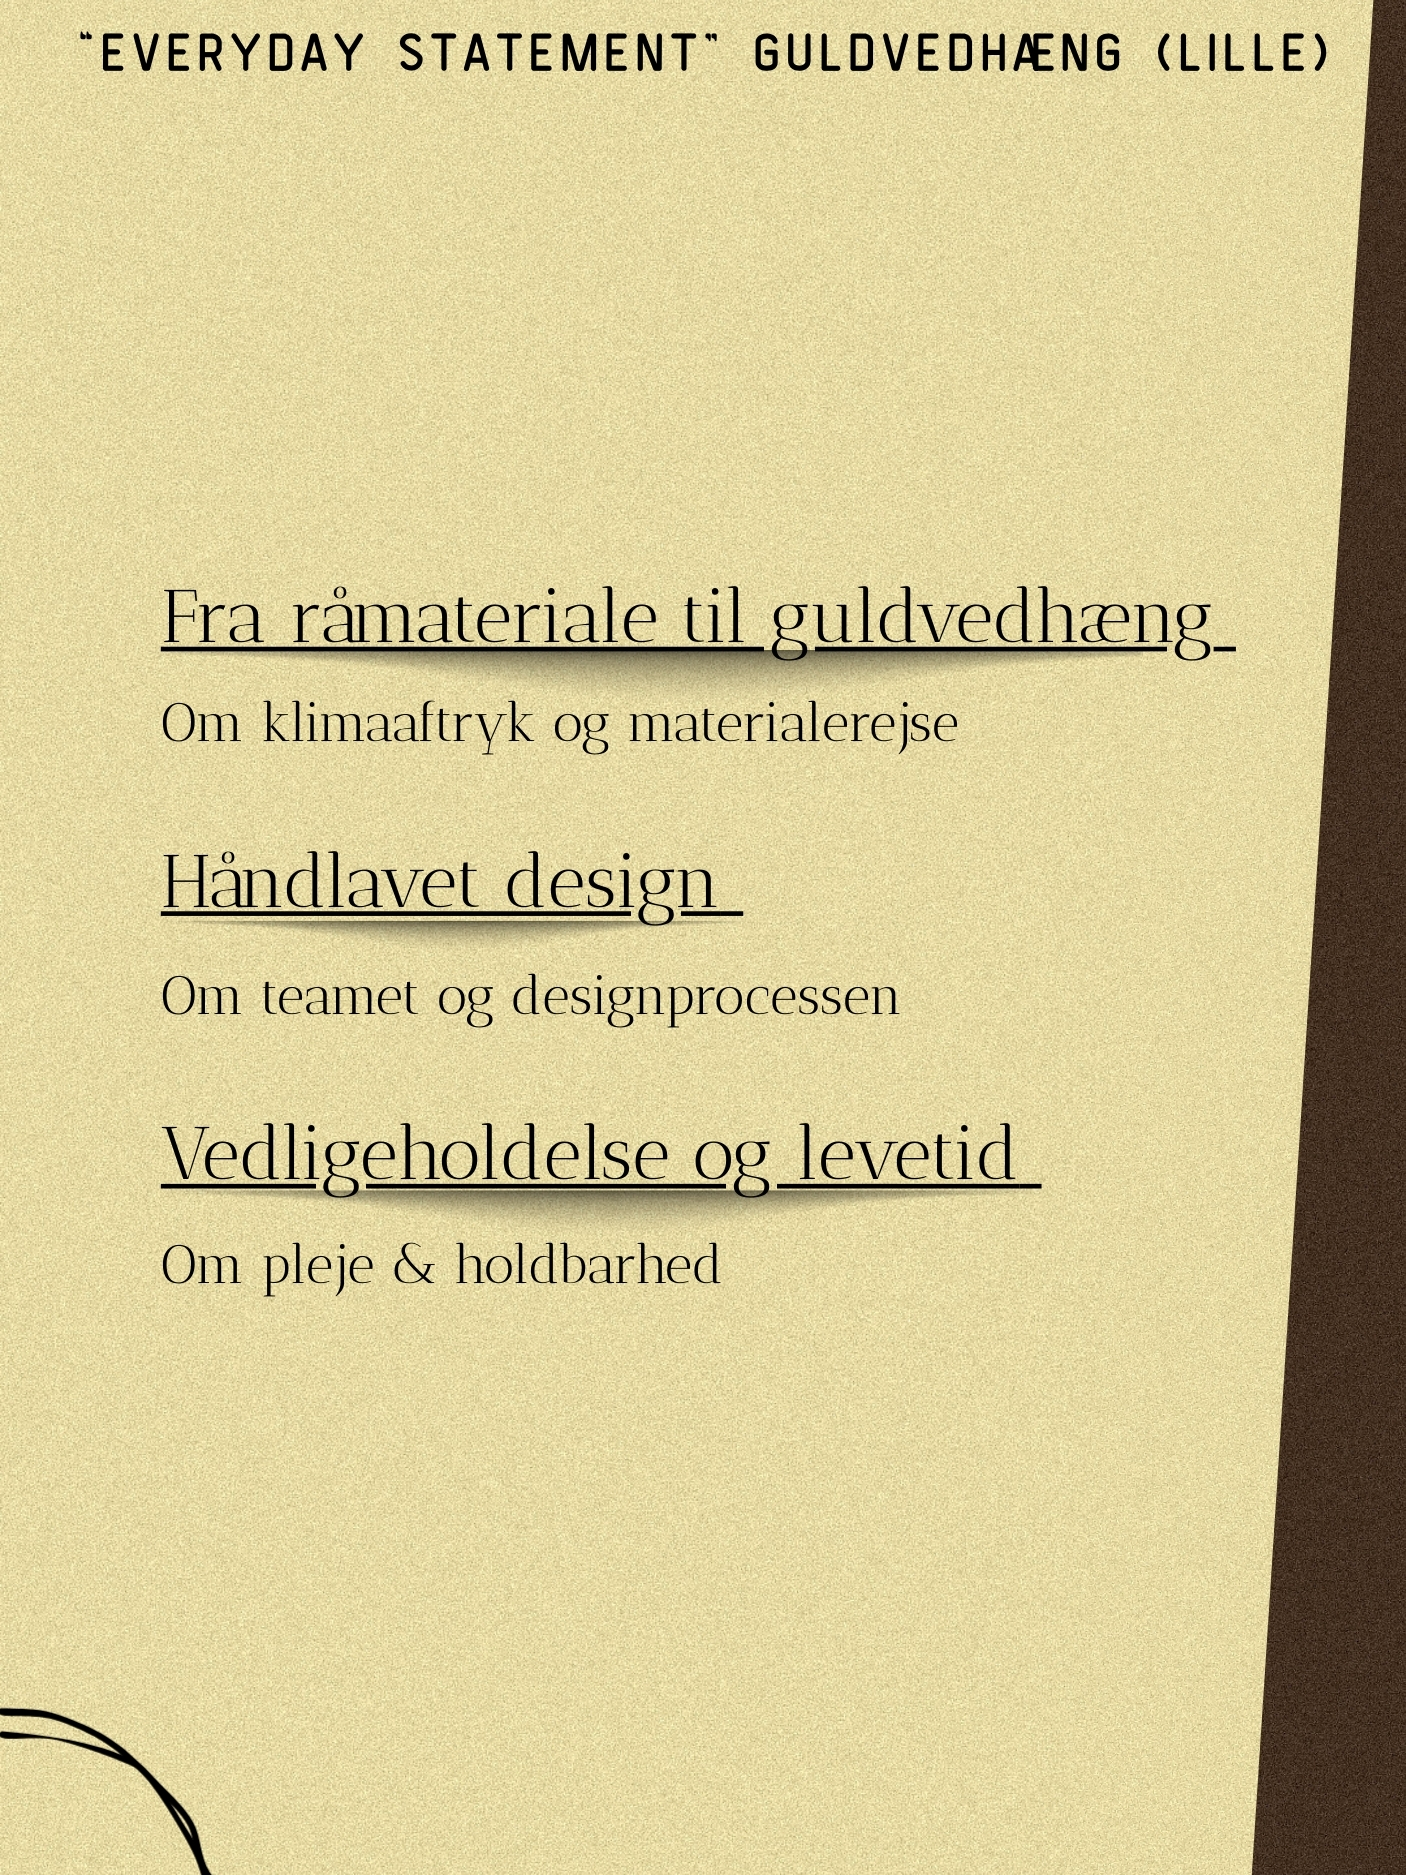 “EVERYDAY STATEMENT” GULDVEDHÆNG (LILLE)
Fra råmateriale til guldvedhæng
Om klimaaftryk og materialerejse
Håndlavet design
Om teamet og designprocessen
Vedligeholdelse og levetid
Om pleje & holdbarhed